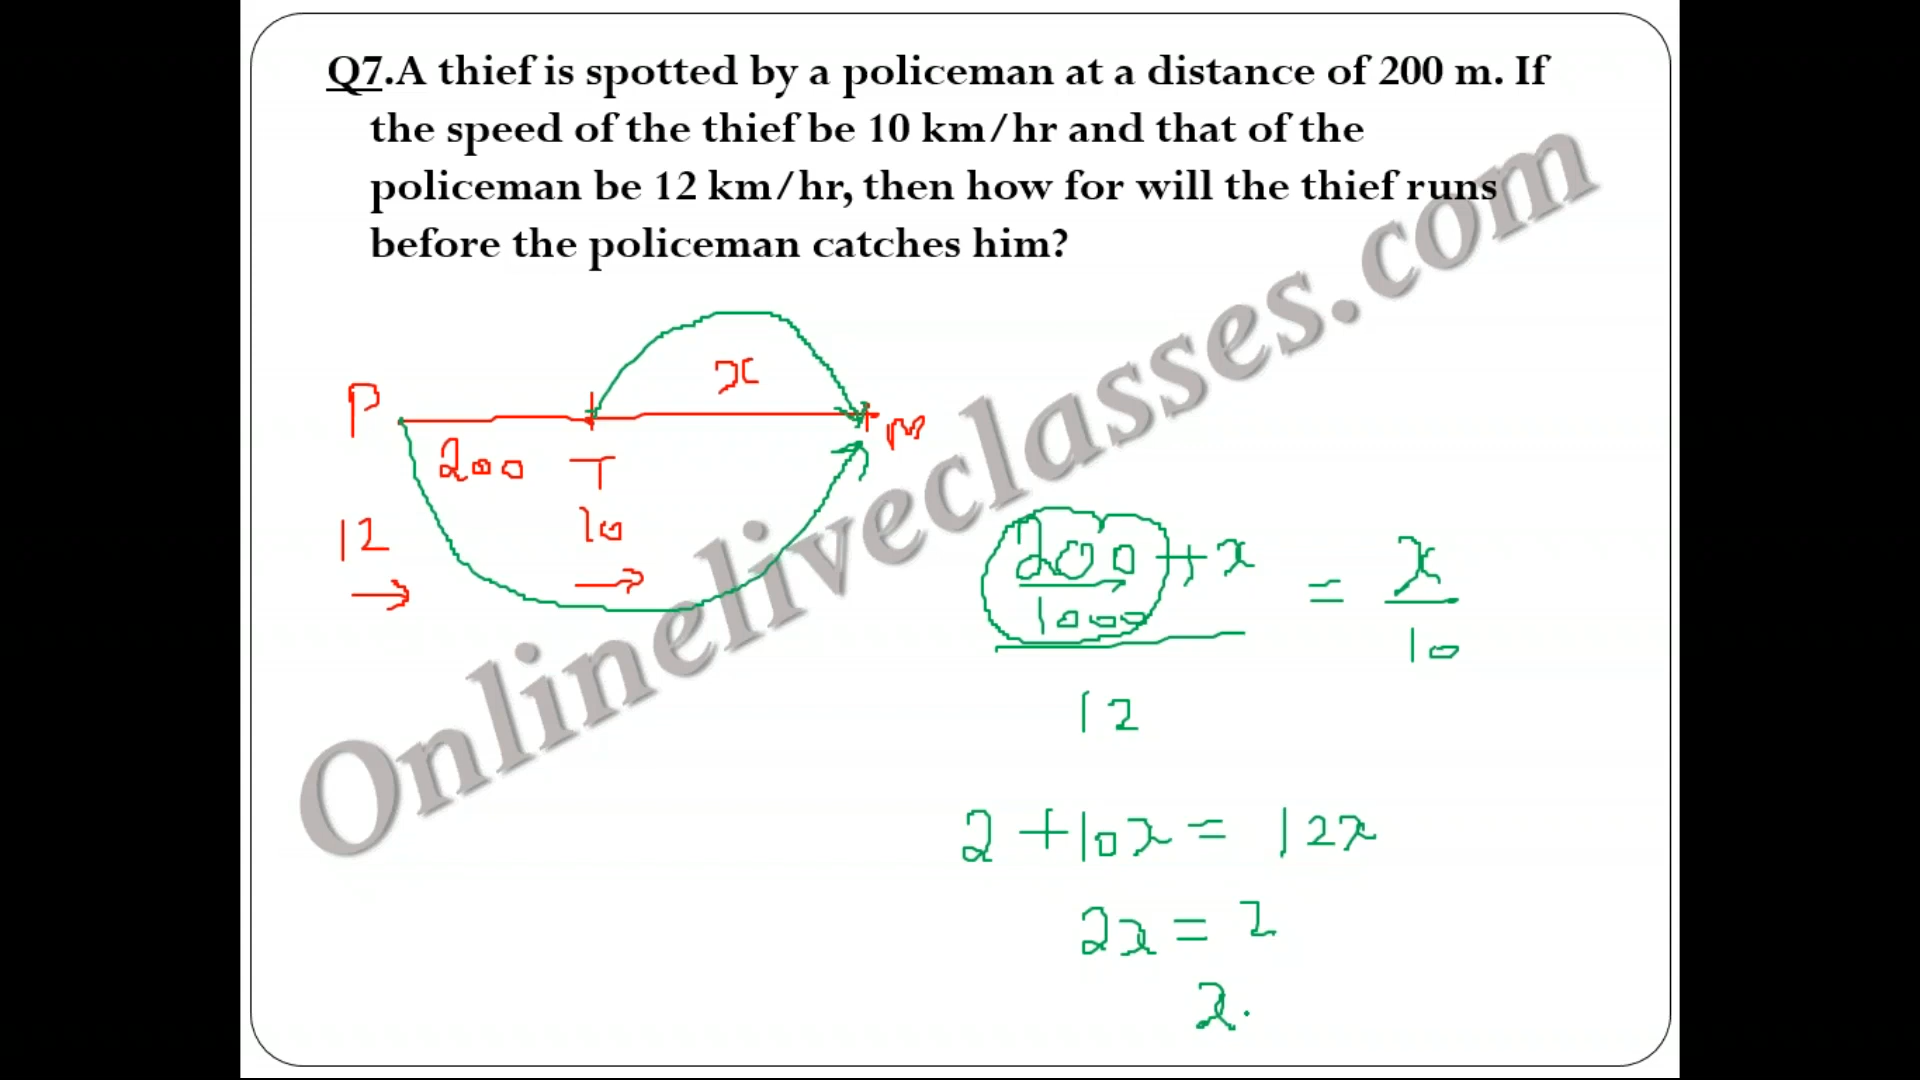 Q7.A thief is spotted by a policeman at a distance of 200 m. If
the speed of the thief be 10 km/hr and that of the
policeman be 12 km/hr, then how for will the thief runs
before the policeman catches him?
Onlineliveclasses.com
x
P
M
200
T
12
10
200 + x = x
1000
10
12
2 + 10x = 12x
2x = 2